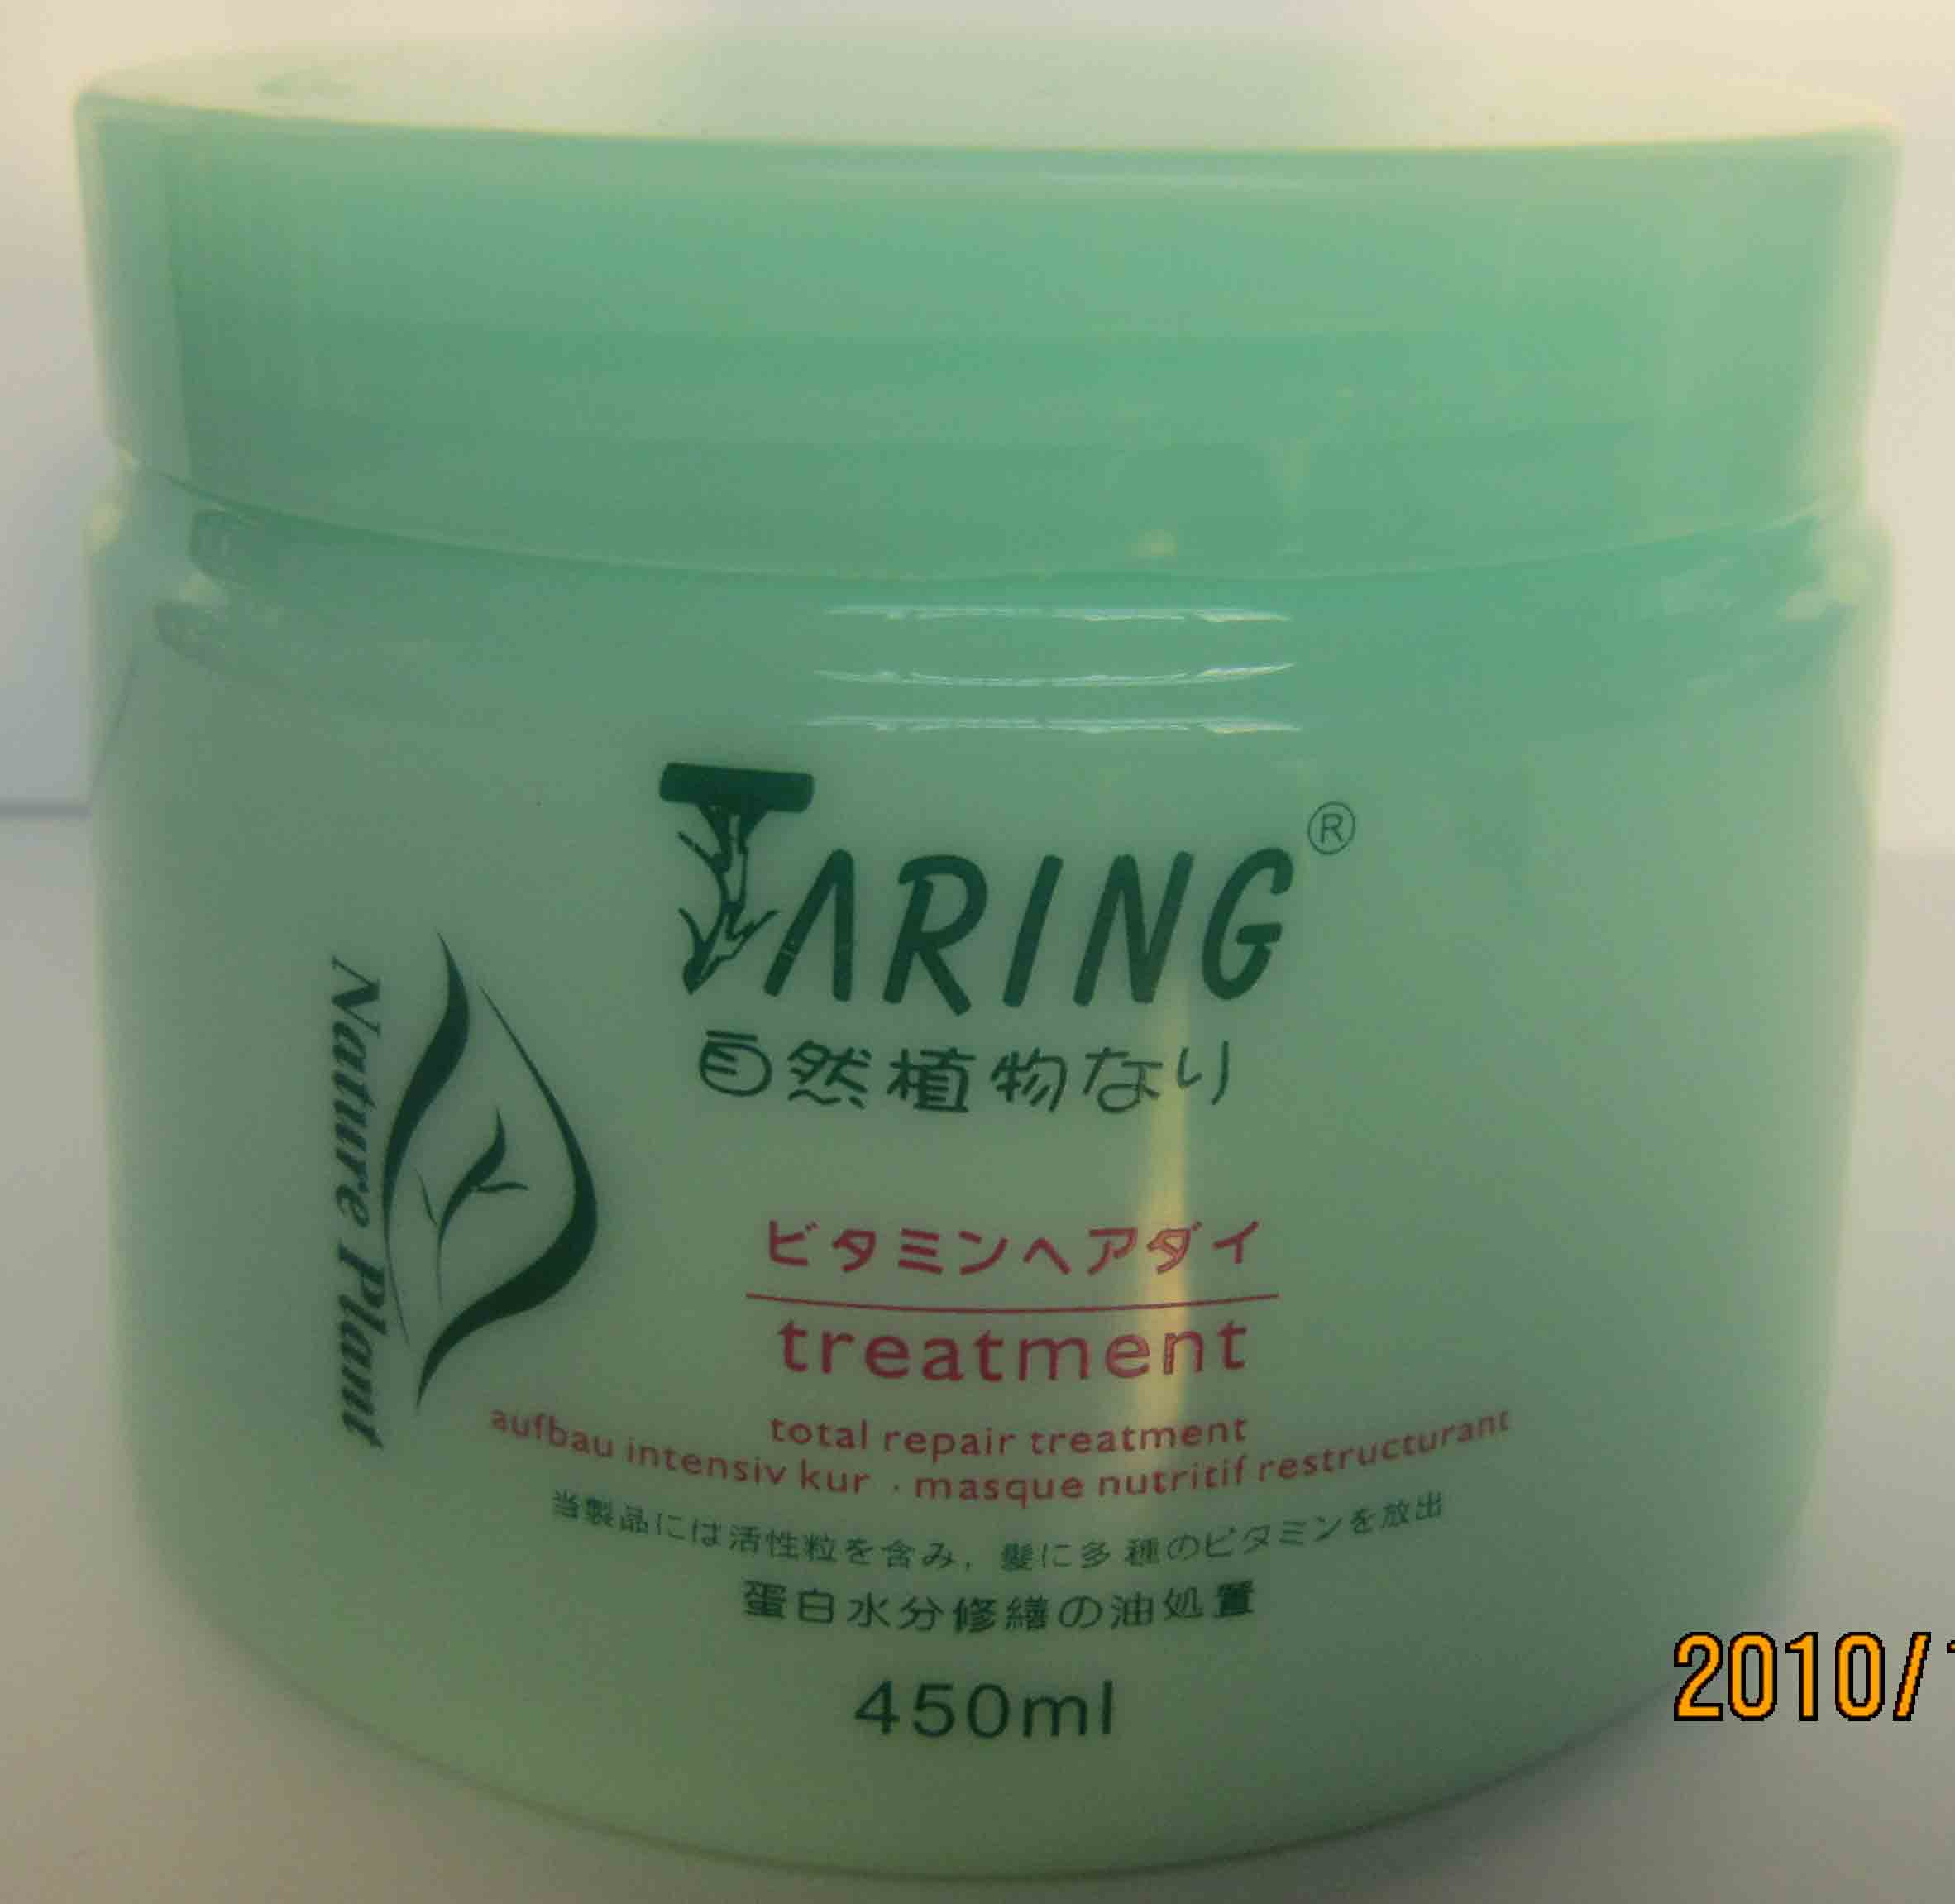 TARING®
自然植物なり
Nature Plant
ビタミンヘアダイ
treatment
total repair treatment
aufbau intensiv kur · masque nutritif restructurant
当製品には活性粒を含み, 髪に多種のビタミンを放出
蛋白水分修繕の油処置
450ml
2010/